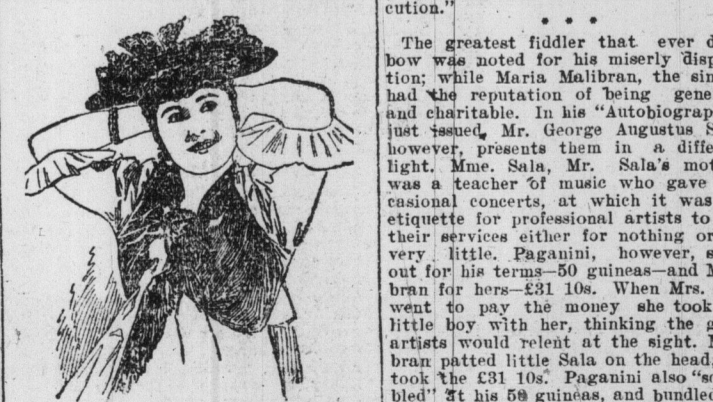 cution."
* * *
The greatest fiddler that ever d
bow was noted for his miserly disp
tion; while Maria Malibran, the sin
had the reputation of being gene
and charitable. In his "Autobiograp
just issued, Mr. George Augustus S
however, presents them in a diffe
light. Mme. Sala, Mr. Sala's mot
was a teacher of music who gave
casional concerts, at which it was
etiquette for professional artists to
their services either for nothing or
very little. Paganini, however, s
out for his terms—50 guineas—and M
bran for hers—£31 10s. When Mrs.
went to pay the money she took
little boy with her, thinking the g
artists would relent at the sight. M
bran patted little Sala on the head,
took the £31 10s. Paganini also "sc
bled" at his 50 guineas, and bundled